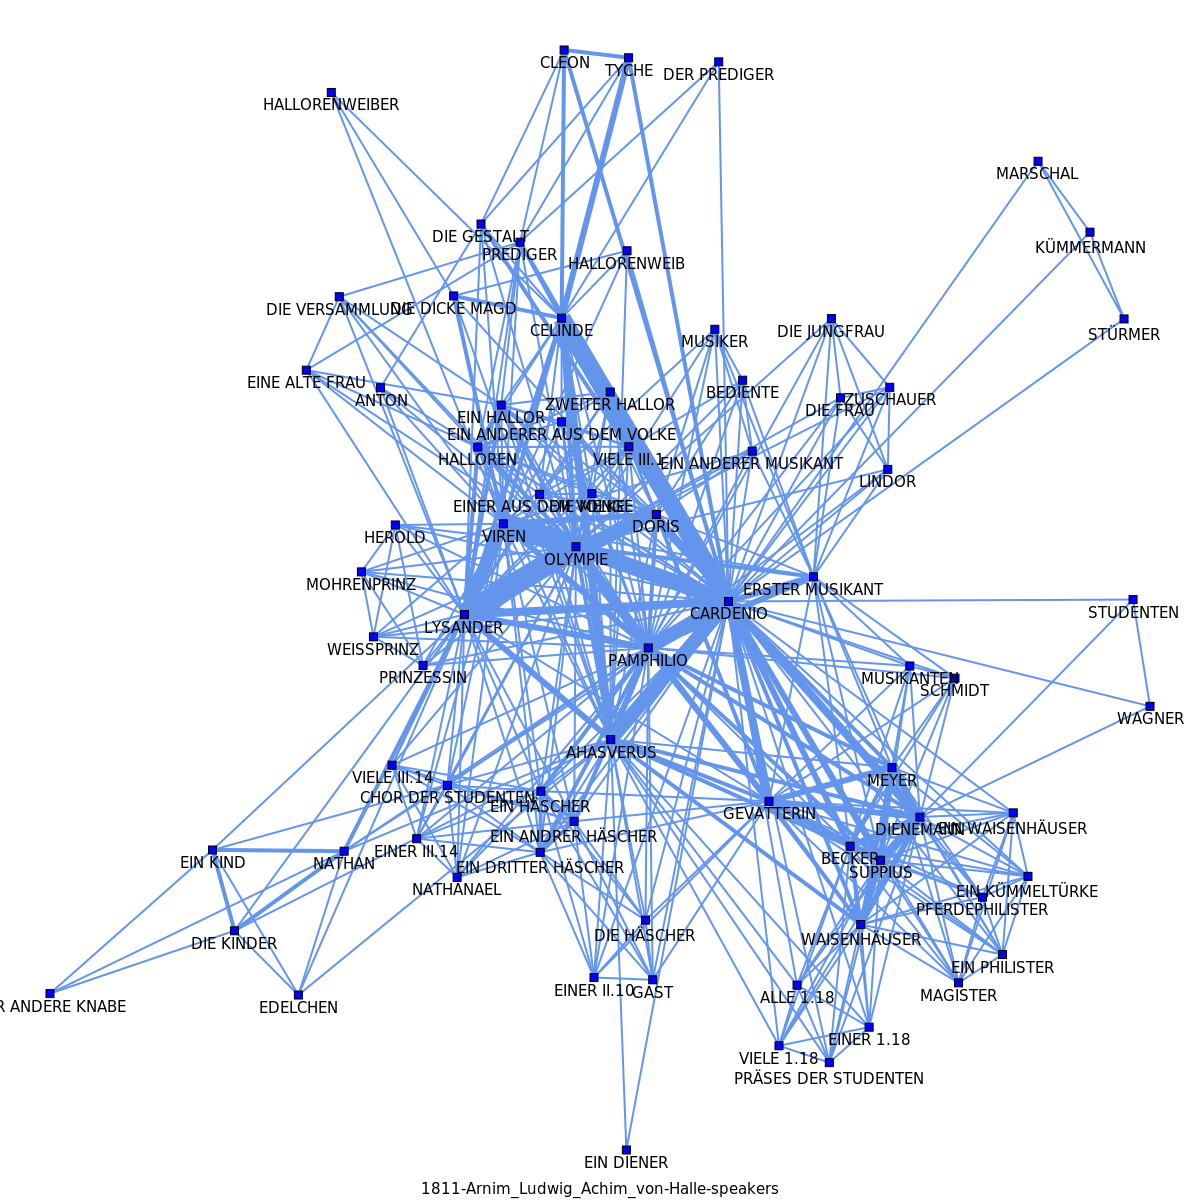 CLEON
TYCHE
DER PREDIGER
HALLORENWEIBER
MARSCHAL
DIE GESTALT
KÜMMERMANN
PREDIGER
HALLORENWEIB
DIE VERSAMMLUNG
DIE DICKE MAGD
CELINDE
DIE JUNGFRAU
STÜRMER
MUSIKER
EINE ALTE FRAU
BEDIENTE
ANTON
ZUSCHAUER
ZWEITER HALLOR
DIE FRAU
EIN HALLOR
EIN ANDERER AUS DEM VOLKE
HALLOREN
VIELE III.1
EIN ANDERER MUSIKANT
LINDOR
EINER AUS DEM VOLKE
DIE MENGE
DORIS
HEROLD
VIREN
OLYMPIE
MOHRENPRINZ
ERSTER MUSIKANT
CARDENIO
STUDENTEN
LYSANDER
WEISSPRINZ
PAMPHILIO
PRINZESSIN
MUSIKANTEN
SCHMIDT
WAGNER
AHASVERUS
VIELE III.14
MEYER
CHOR DER STUDENTEN
EIN HÄSCHER
GEVATTERIN
DIENEMANN
EIN WAISENHÄUSER
EIN ANDRER HÄSCHER
EINER III.14
BECKER
EIN KIND
NATHAN
EIN DRITTER HÄSCHER
SUPPIUS
NATHANAEL
EIN KÜMMELTÜRKE
PFERDEPHILISTER
DIE HÄSCHER
WAISENHÄUSER
DIE KINDER
EIN PHILISTER
EINER II.10
GAST
ALLE 1.18
MAGISTER
R ANDERE KNABE
EDELCHEN
EINER 1.18
VIELE 1.18
PRÄSES DER STUDENTEN
EIN DIENER
1811-Arnim_Ludwig_Achim_von-Halle-speakers